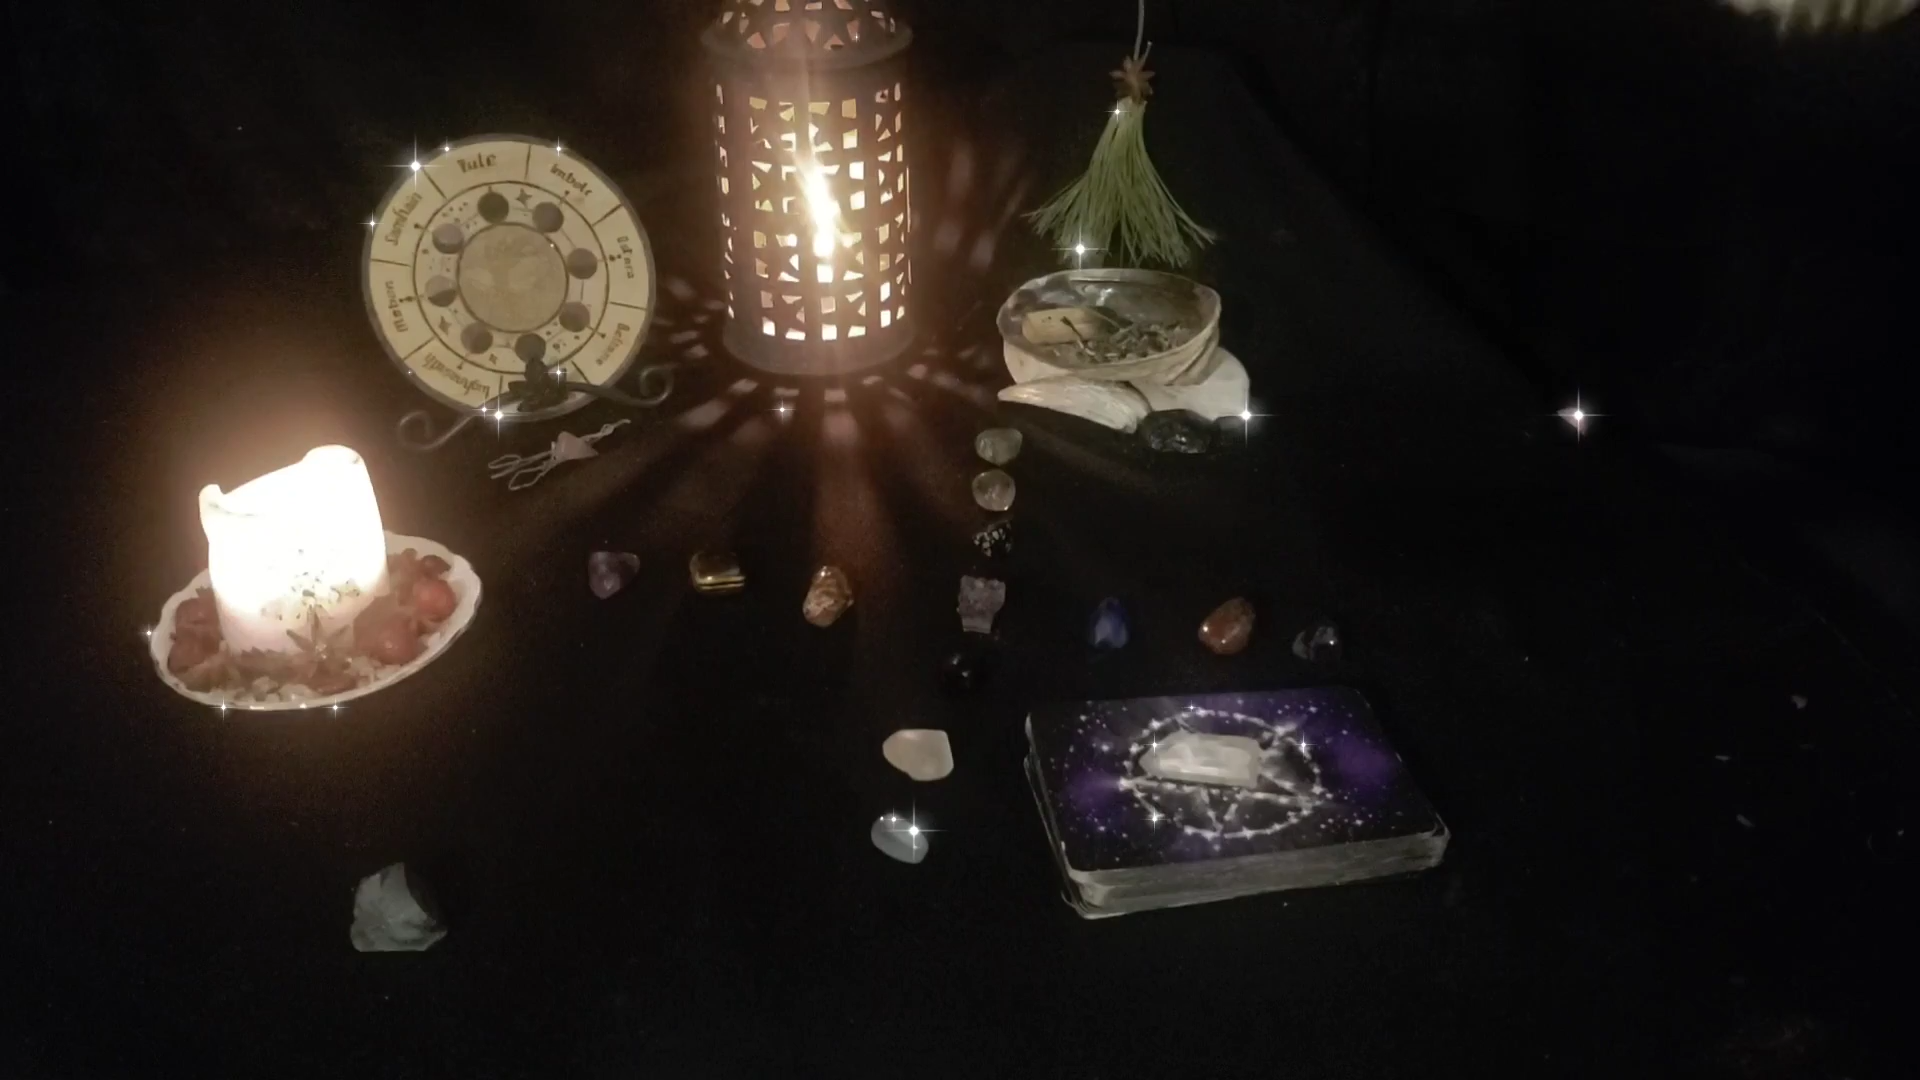 Yule
Imbolc
Ostara
Beltane
Lughnasadh
Mabon
Samhain